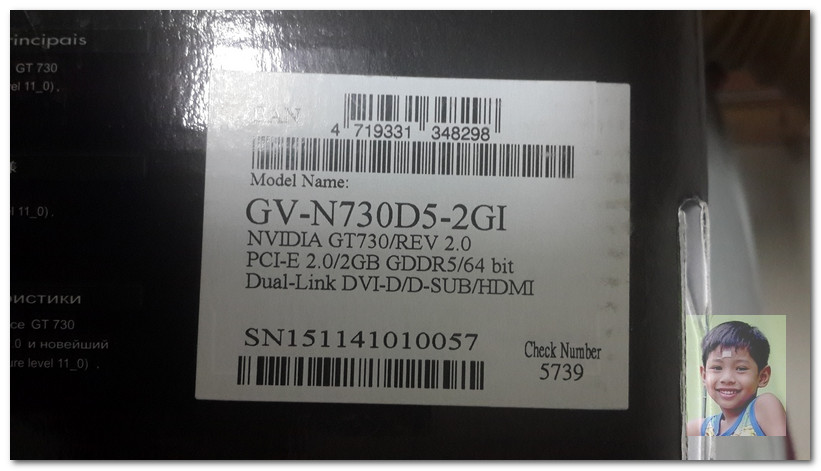 rincipais
GT 730
el 11_0) .
11_0) .
ристики
ce GT 730
0 и новейший
ure level 11_0) .
EAN
4 719331 348298
Model Name:
GV-N730D5-2GI
NVIDIA GT730/REV 2.0
PCI-E 2.0/2GB GDDR5/64 bit
Dual-Link DVI-D/D-SUB/HDMI
SN151141010057
Check Number
5739